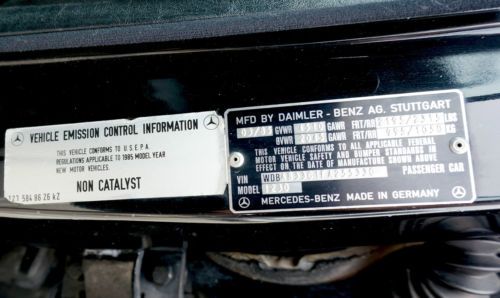 VEHICLE EMISSION CONTROL INFORMATION
THIS VEHICLE CONFORMS TO U.S.E.P.A.
REGULATIONS APPLICABLE TO 1985 MODEL YEAR
NEW MOTOR VEHICLES.
NON CATALYST
MFD BY DAIMLER - BENZ AG. STUTTGART
GVWR GAWR FRT/RR LBS
GVWR GAWR FRT/RR KG
THIS VEHICLE CONFORMS TO ALL APPLICABLE FEDERAL
MOTOR VEHICLE SAFETY STANDARDS IN
EFFECT ON THE DATE OF MANUFACTURE SHOWN ABOVE
VIN PASSENGER CAR
MODEL
MERCEDES-BENZ MADE IN GERMANY